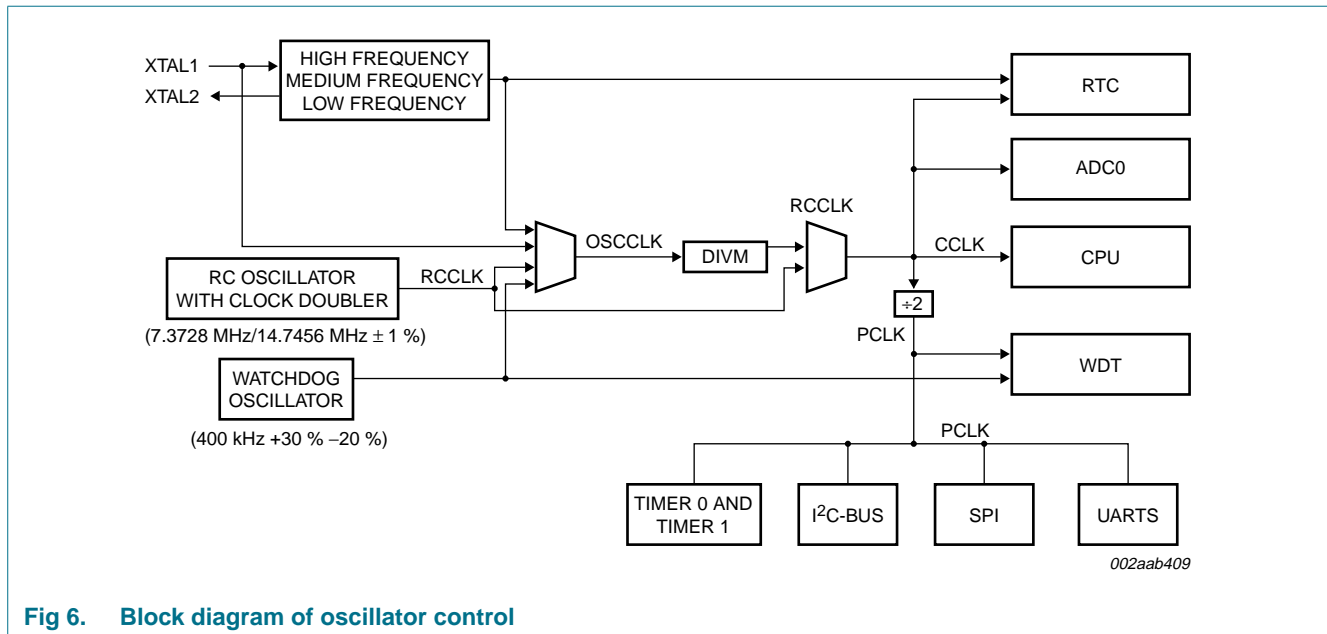 XTAL1
XTAL2
HIGH FREQUENCY
MEDIUM FREQUENCY
LOW FREQUENCY
RTC
ADC0
RCCLK
OSCCLK
DIVM
CCLK
CPU
RC OSCILLATOR
WITH CLOCK DOUBLER
RCCLK
(7.3728 MHz/14.7456 MHz ± 1 %)
÷2
PCLK
WDT
WATCHDOG
OSCILLATOR
(400 kHz +30 % −20 %)
PCLK
TIMER 0 AND
TIMER 1
I²C-BUS
SPI
UARTS
002aab409
Fig 6. Block diagram of oscillator control